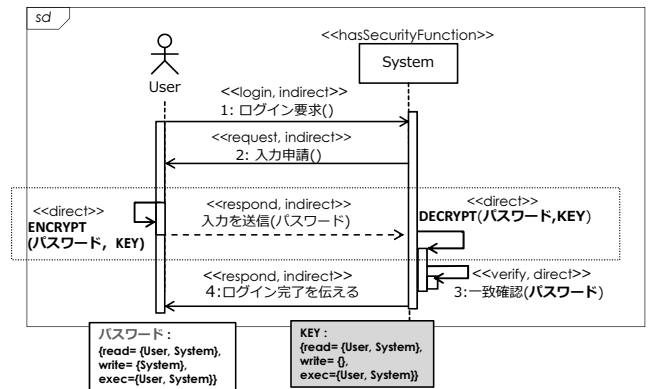 sd
<<hasSecurityFunction>>
System
User
<<login, indirect>>
1: ログイン要求()
<<request, indirect>>
2: 入力申請()
<<direct>>
ENCRYPT
(パスワード, KEY)
<<respond, indirect>>
入力を送信(パスワード)
<<direct>>
DECRYPT(パスワード,KEY)
<<respond, indirect>>
4:ログイン完了を伝える
<<verify, direct>>
3:一致確認(パスワード)
パスワード :
{read= {User, System},
write= {System},
exec={User, System}}
KEY :
{read= {User, System},
write= {},
exec={User, System}}